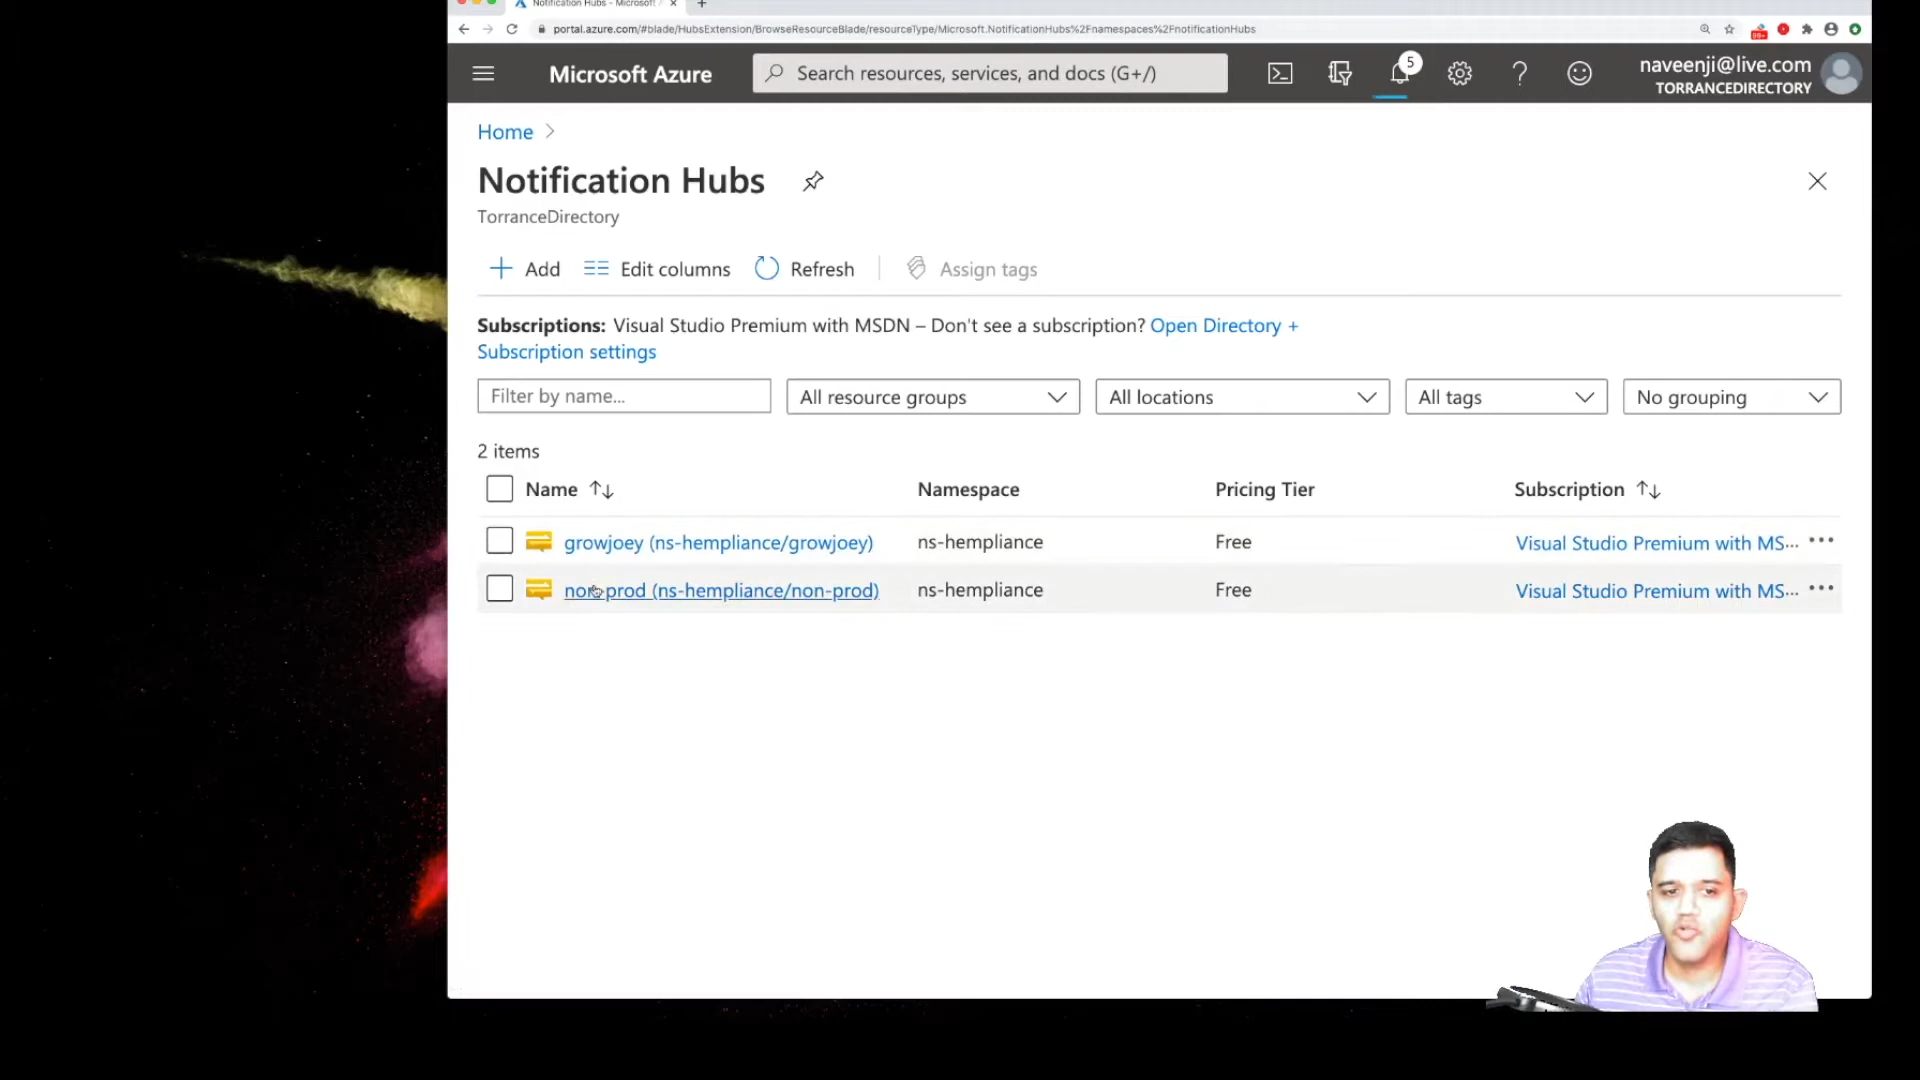 Notification Hubs - Microsoft A
portal.azure.com/#blade/HubsExtension/BrowseResourceBlade/resourceType/Microsoft.NotificationHubs%2Fnamespaces%2FnotificationHubs
99+
Microsoft Azure
Search resources, services, and docs (G+/)
5
naveenji@live.com
TORRANCEDIRECTORY
Home
Notification Hubs
TorranceDirectory
Add
Edit columns
Refresh
Assign tags
Subscriptions: Visual Studio Premium with MSDN – Don't see a subscription? Open Directory +
Subscription settings
Filter by name...
All resource groups
All locations
All tags
No grouping
2 items
Name
Namespace
Pricing Tier
Subscription
growjoey (ns-hempliance/growjoey)
ns-hempliance
Free
Visual Studio Premium with MS...
non-prod (ns-hempliance/non-prod)
ns-hempliance
Free
Visual Studio Premium with MS...